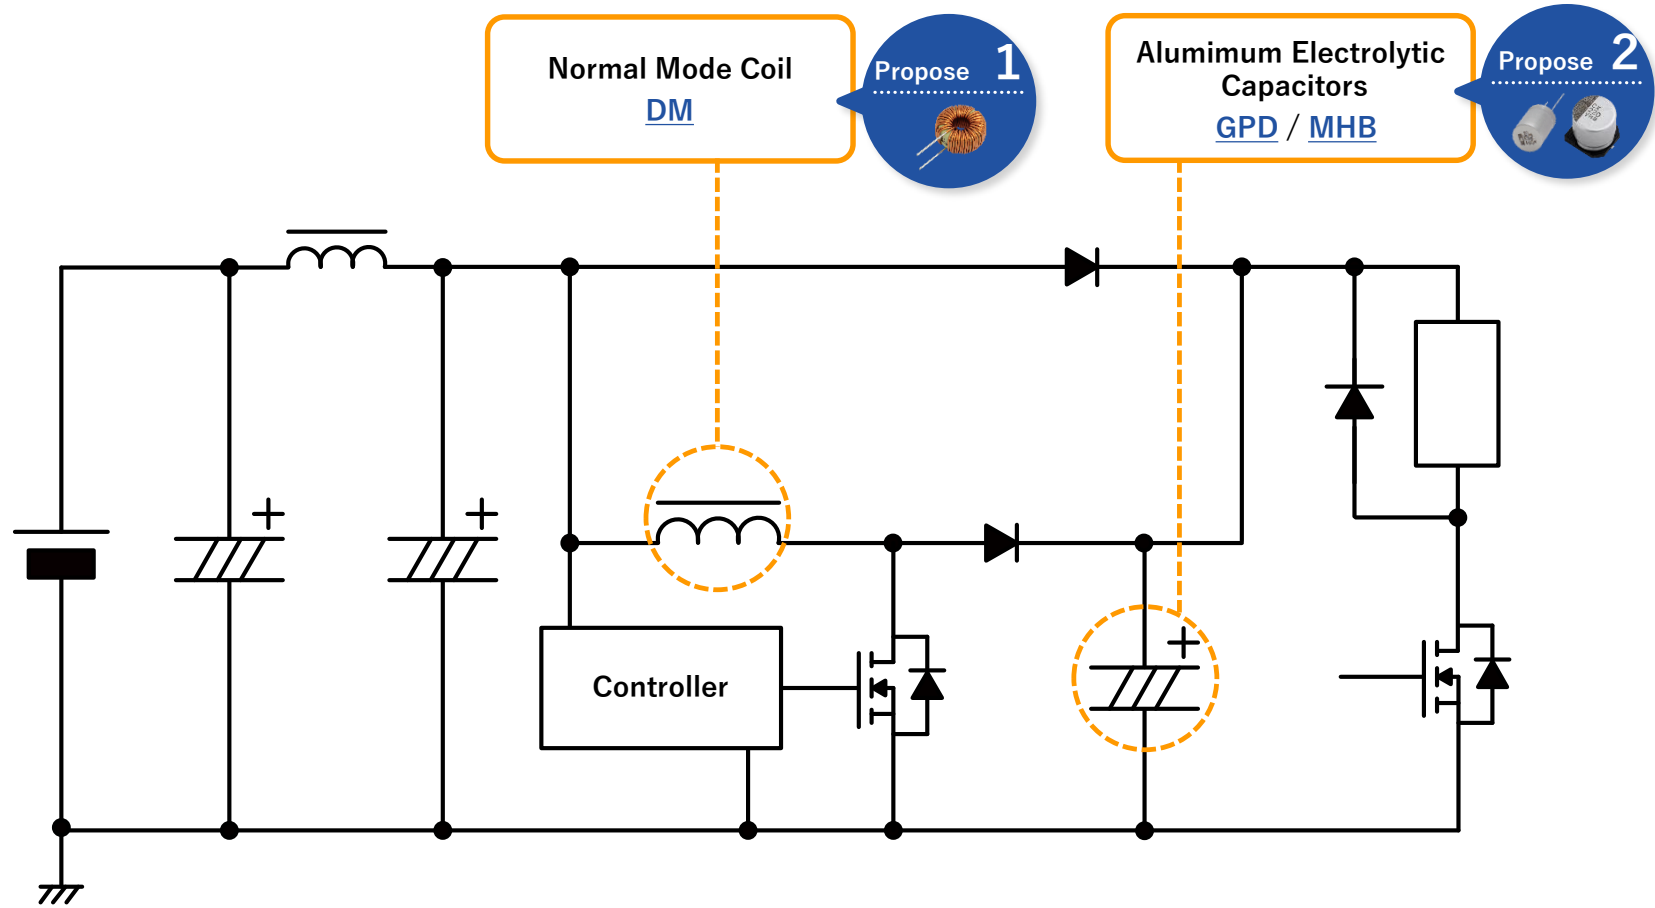 Normal Mode Coil
DM
Propose 1
Alumimum Electrolytic
Capacitors
GPD / MHB
Propose 2
+
+
+
Controller